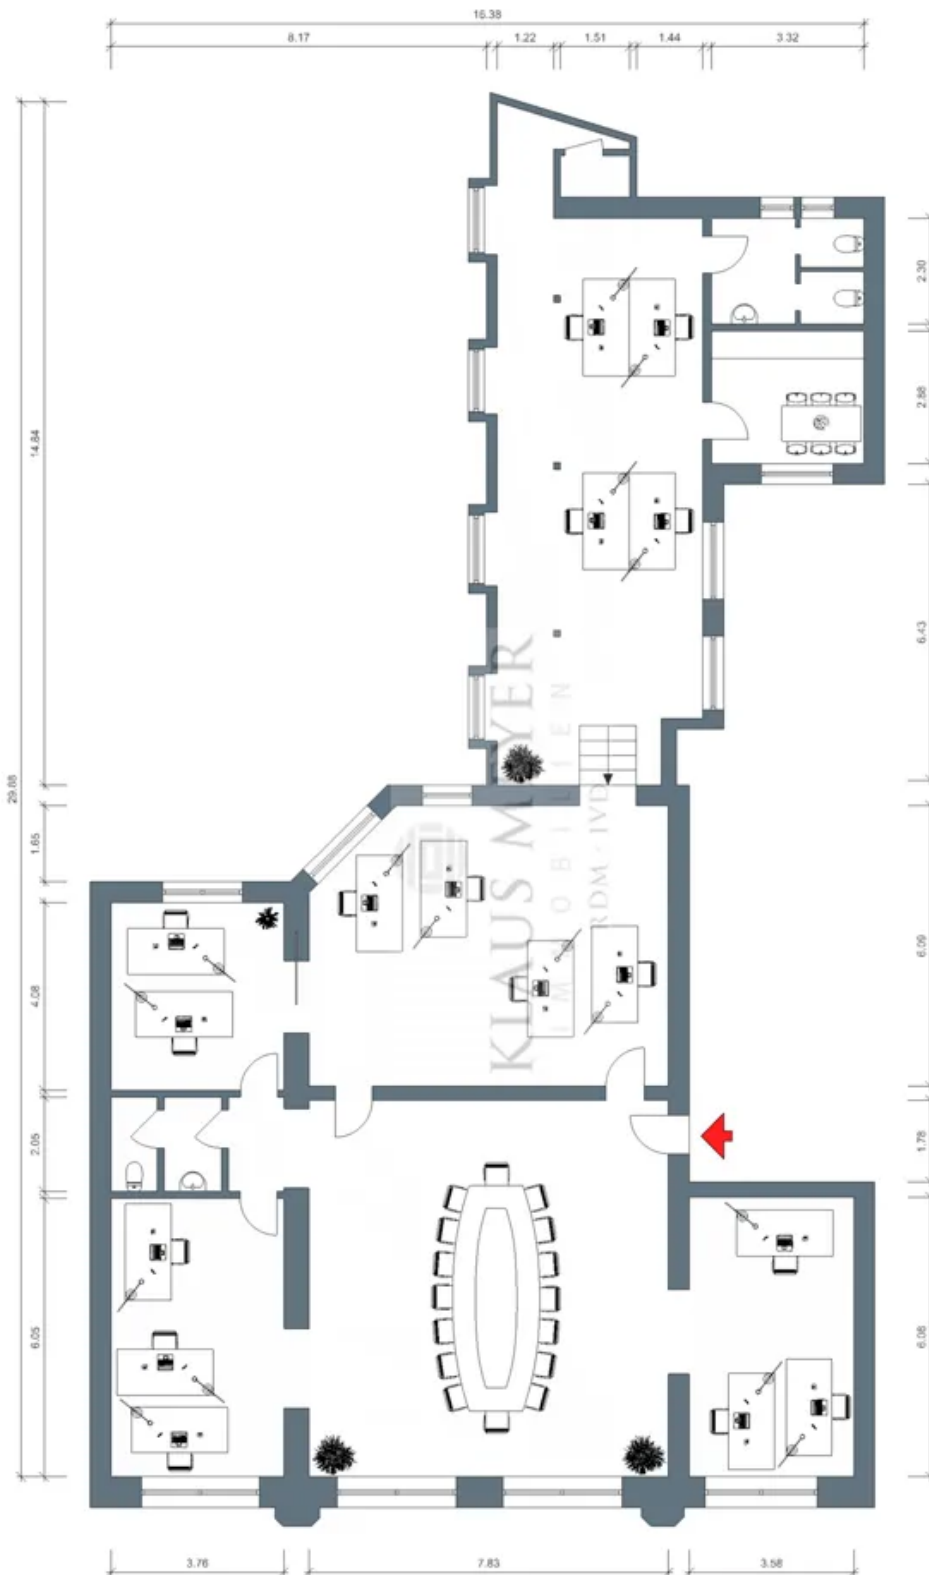 16.38
8.17 1.22 1.51 1.44 3.32
2.30
2.88
14.84
6.43
29.88
1.65
6.09
4.08
2.05
1.78
6.05
6.08
3.76 7.83 3.58
KLAUS MEYER
IMMOBILIEN
RDM · IVD